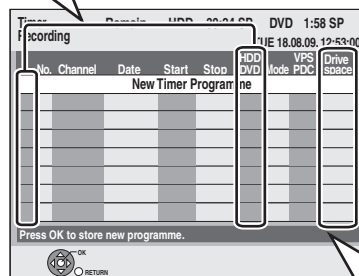 Timer Remain HDD SP DVD 1:58 SP
Recording TUE 18.08.09. 12:53:00
No. Channel Date Start Stop HDD DVD Mode VPS PDC Drive space
New Timer Programme
Press OK to store new programme.
OK
RETURN